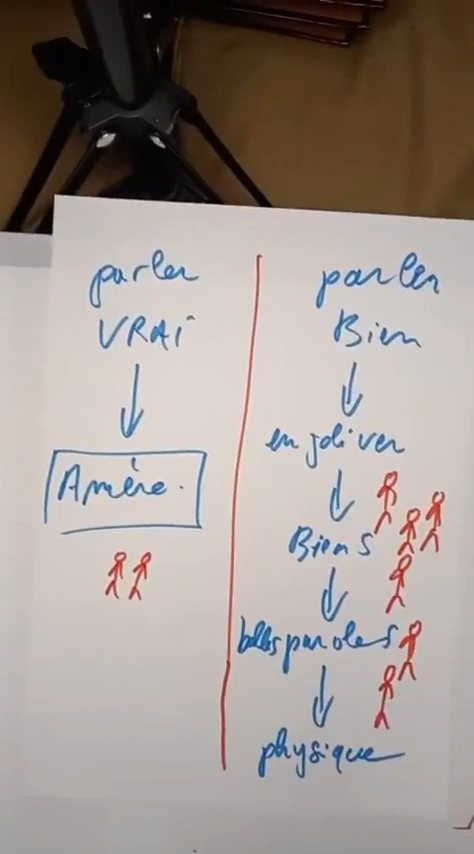 parler
VRAi
Amère.
parler
Bien
enjoliver
Biens
belles paroles
physique